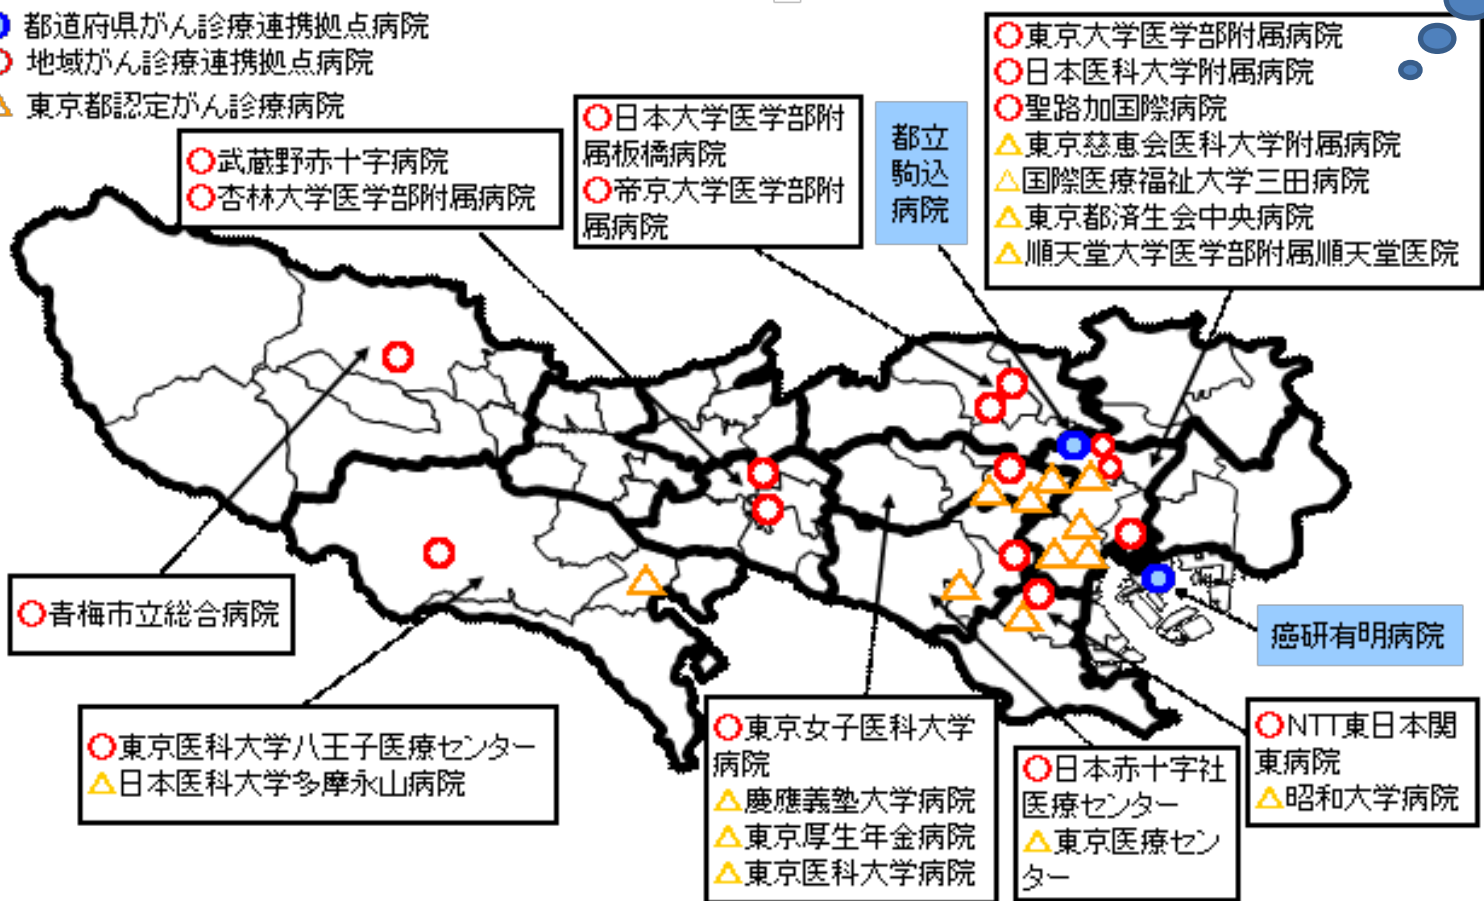 都道府県がん診療連携拠点病院
地域がん診療連携拠点病院
東京都認定がん診療病院
武蔵野赤十字病院
杏林大学医学部附属病院
日本大学医学部附
属板橋病院
帝京大学医学部附
属病院
都立
駒込
病院
東京大学医学部附属病院
日本医科大学附属病院
聖路加国際病院
東京慈恵会医科大学附属病院
国際医療福祉大学三田病院
東京都済生会中央病院
順天堂大学医学部附属順天堂医院
青梅市立総合病院
癌研有明病院
東京医科大学八王子医療センター
日本医科大学多摩永山病院
東京女子医科大学
病院
慶應義塾大学病院
東京厚生年金病院
東京医科大学病院
日本赤十字社
医療センター
東京医療セン
ター
NTT東日本関
東病院
昭和大学病院